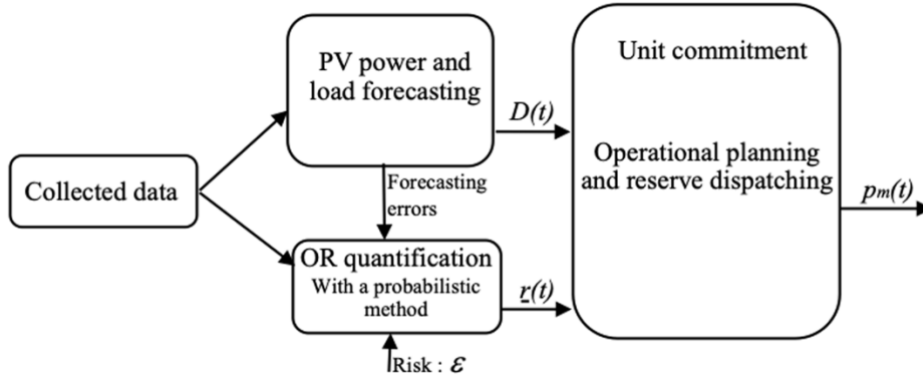 PV power and
load forecasting
Unit commitment
D(t)
Operational planning
and reserve dispatching
Collected data
Forecasting
errors
pm(t)
OR quantification
With a probabilistic
method
r(t)
Risk : ℰ